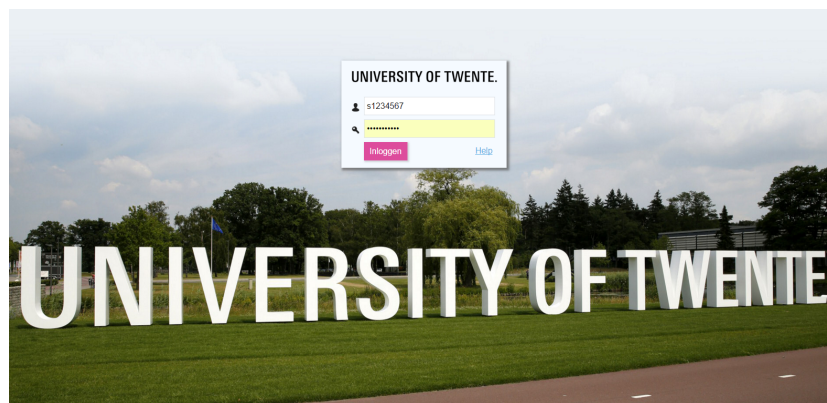 UNIVERSITY OF TWENTE.
s1234567
•••••••••••
Inloggen
Help
UNIVERSITY OF TWENTE